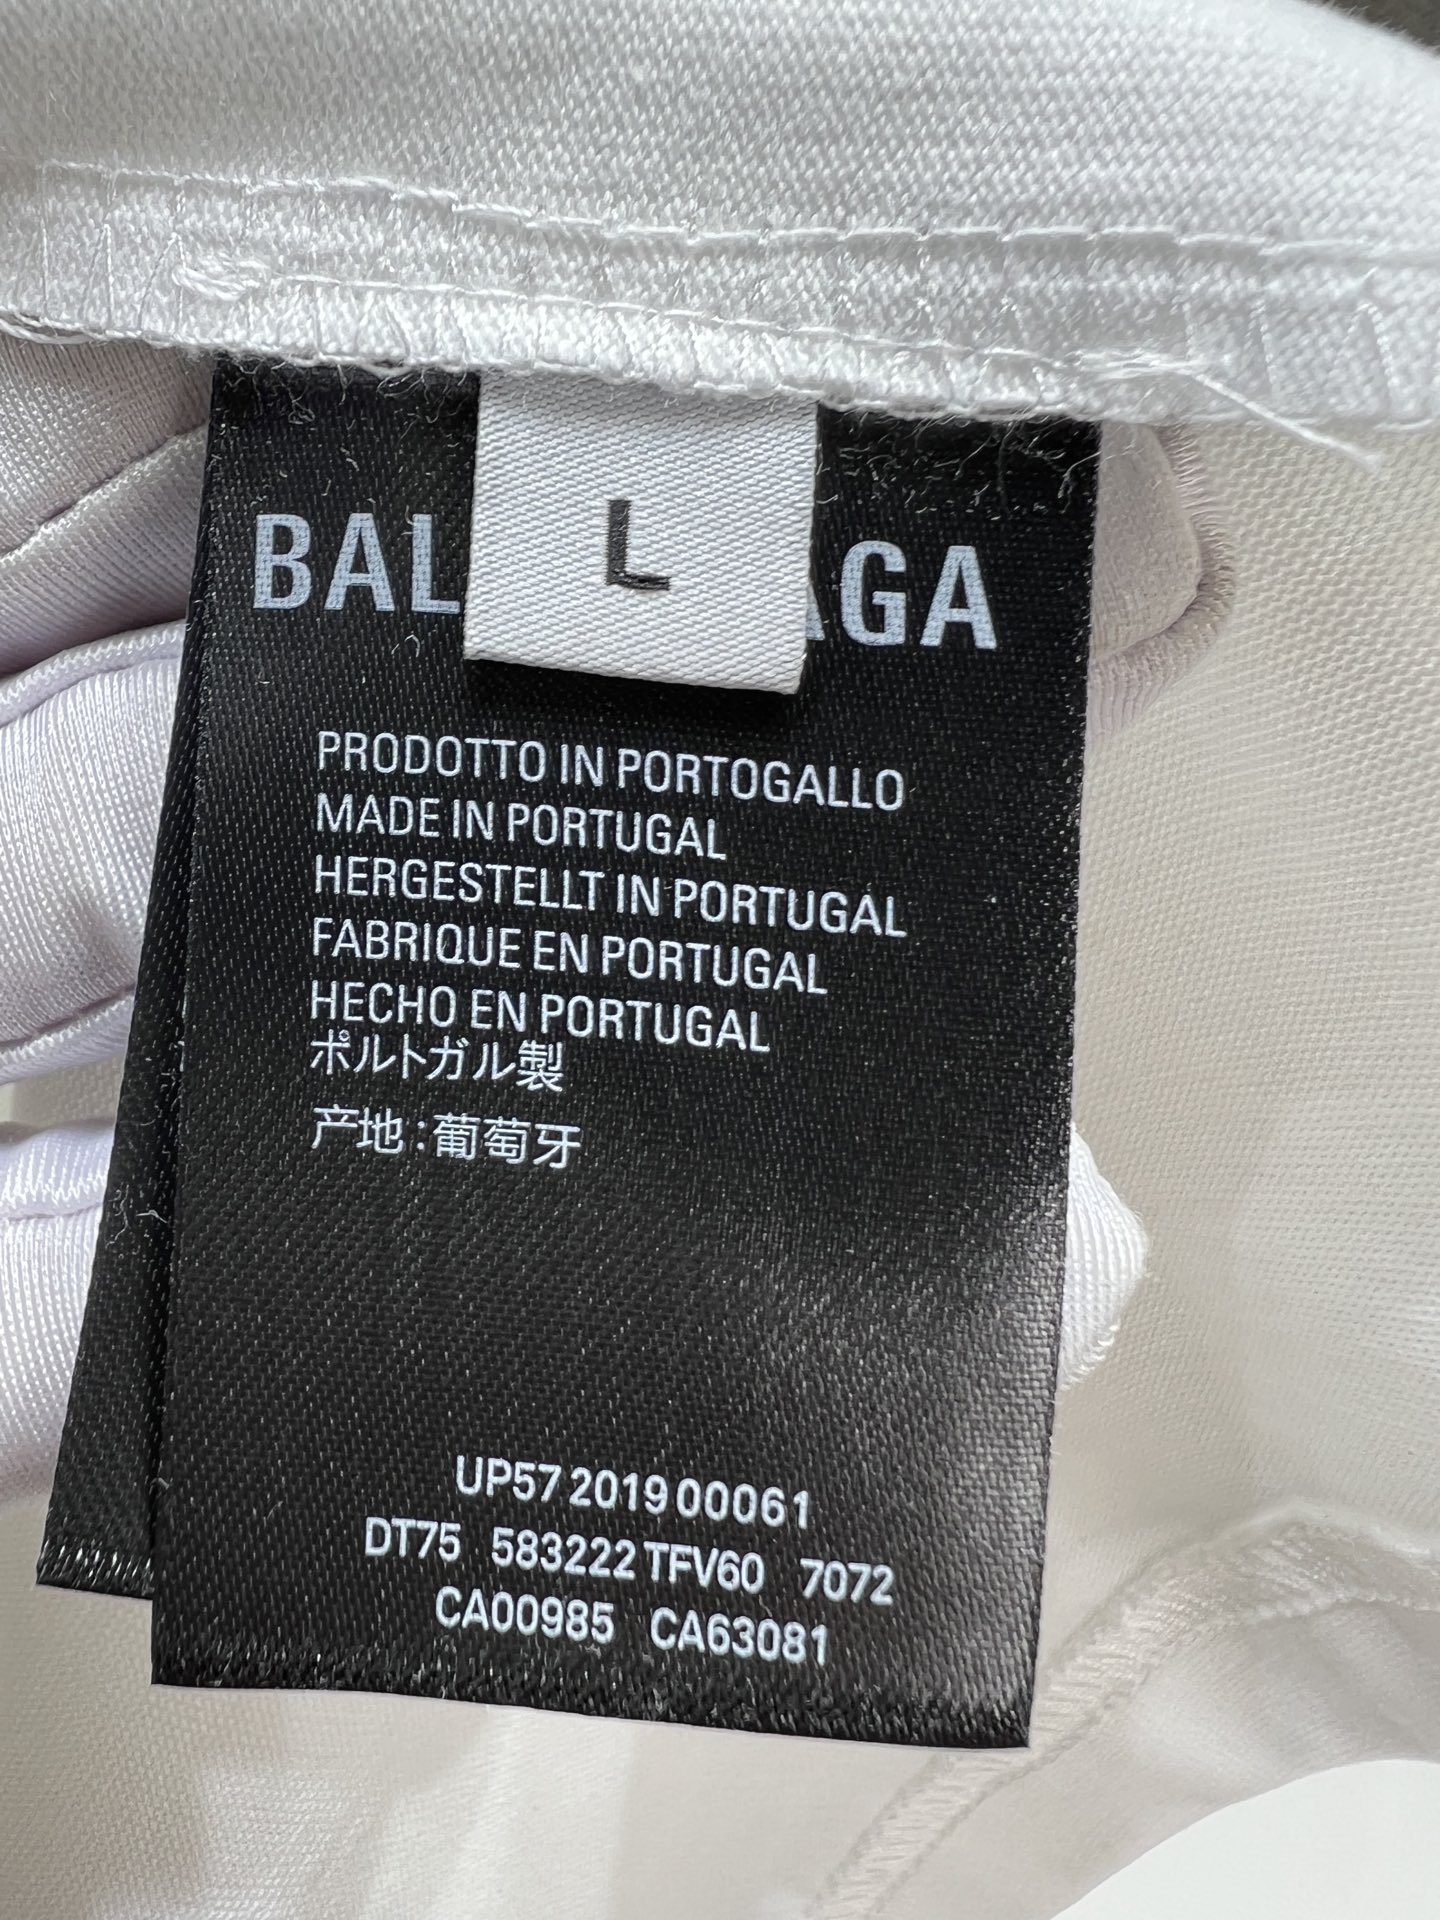 BAL L AGA
PRODOTTO IN PORTOGALLO
MADE IN PORTUGAL
HERGESTELLT IN PORTUGAL
FABRIQUE EN PORTUGAL
HECHO EN PORTUGAL
ポルトガル製
产地:葡萄牙
UP57 2019 00061
DT75 583222 TFV60 7072
CA00985 CA63081